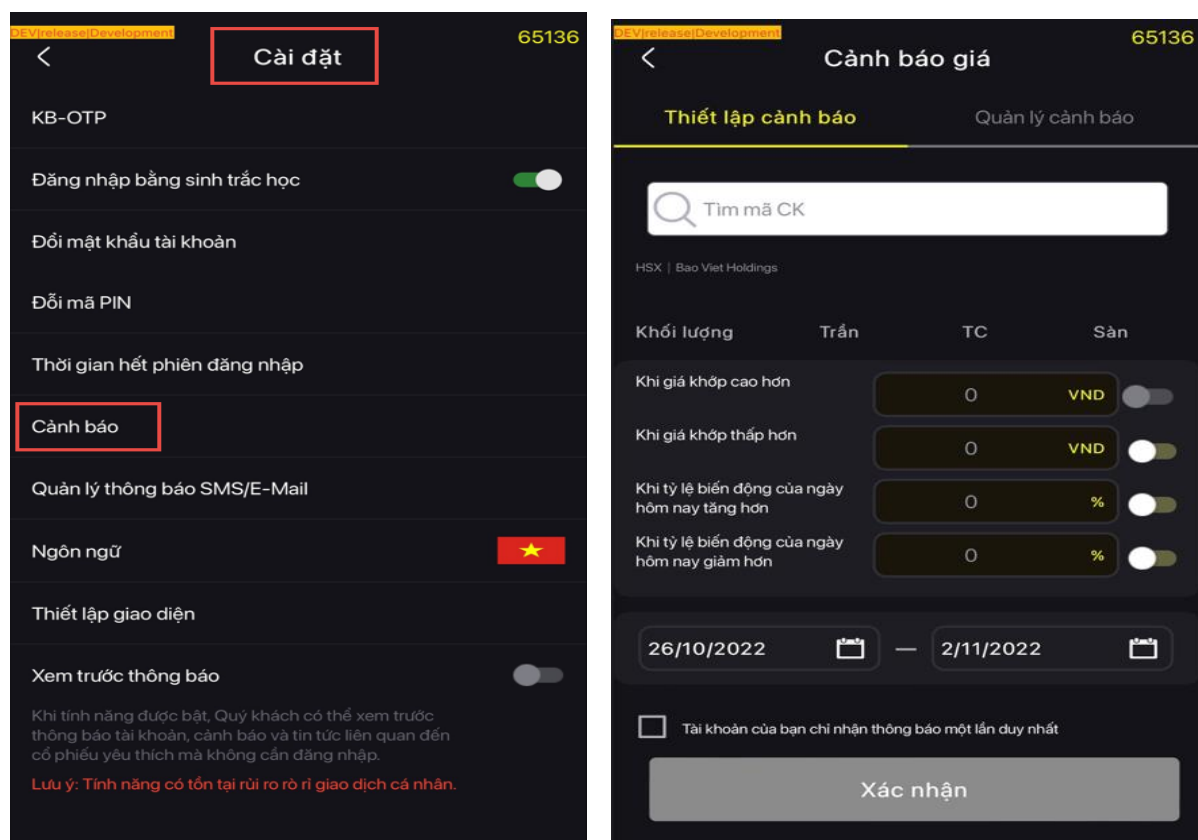 DEV|release|Development
65136
Cài đặt
KB-OTP
Đăng nhập bằng sinh trắc học
Đổi mật khẩu tài khoản
Đỗi mã PIN
Thời gian hết phiên đăng nhập
Cảnh báo
Quản lý thông báo SMS/E-Mail
Ngôn ngữ
Thiết lập giao diện
Xem trước thông báo
Khi tính năng được bật, Quý khách có thể xem trước
thông báo tài khoản, cảnh báo và tin tức liên quan đến
cổ phiếu yêu thích mà không cần đăng nhập.
Lưu ý: Tính năng có tồn tại rủi ro rò rỉ giao dịch cá nhân.
DEV|release|Development
65136
Cảnh báo giá
Thiết lập cảnh báo
Quản lý cảnh báo
Tìm mã CK
HSX | Bao Viet Holdings
Khối lượng Trần TC Sàn
Khi giá khớp cao hơn
0 VND
Khi giá khớp thấp hơn
0 VND
Khi tỷ lệ biến động của ngày
hôm nay tăng hơn
0 %
Khi tỷ lệ biến động của ngày
hôm nay giảm hơn
0 %
26/10/2022 — 2/11/2022
Tài khoản của bạn chỉ nhận thông báo một lần duy nhất
Xác nhận